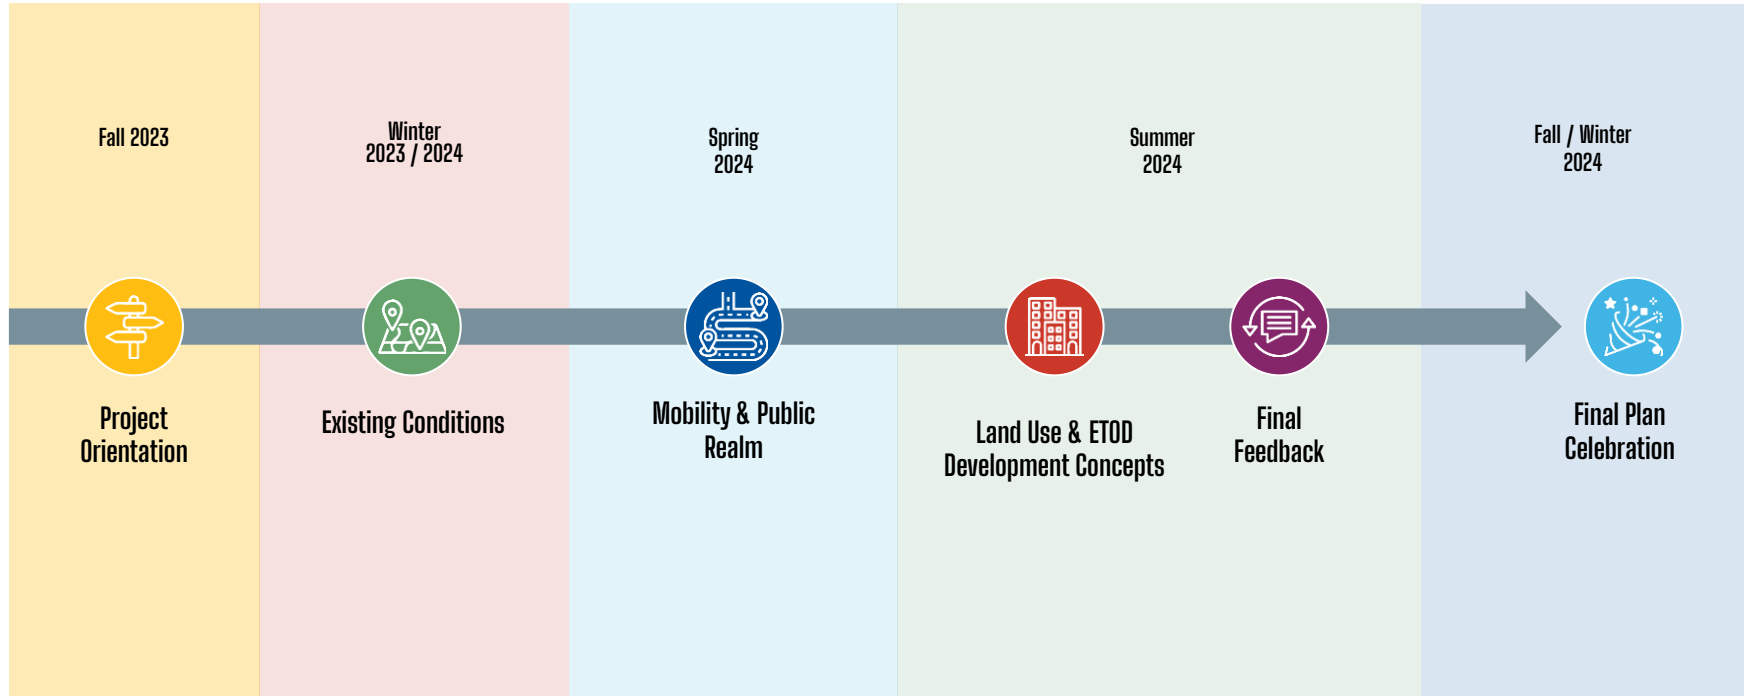 Fall 2023
Winter
2023 / 2024
Spring
2024
Summer
2024
Fall / Winter
2024
Project
Orientation
Existing Conditions
Mobility & Public
Realm
Land Use & ETOD
Development Concepts
Final
Feedback
Final Plan
Celebration